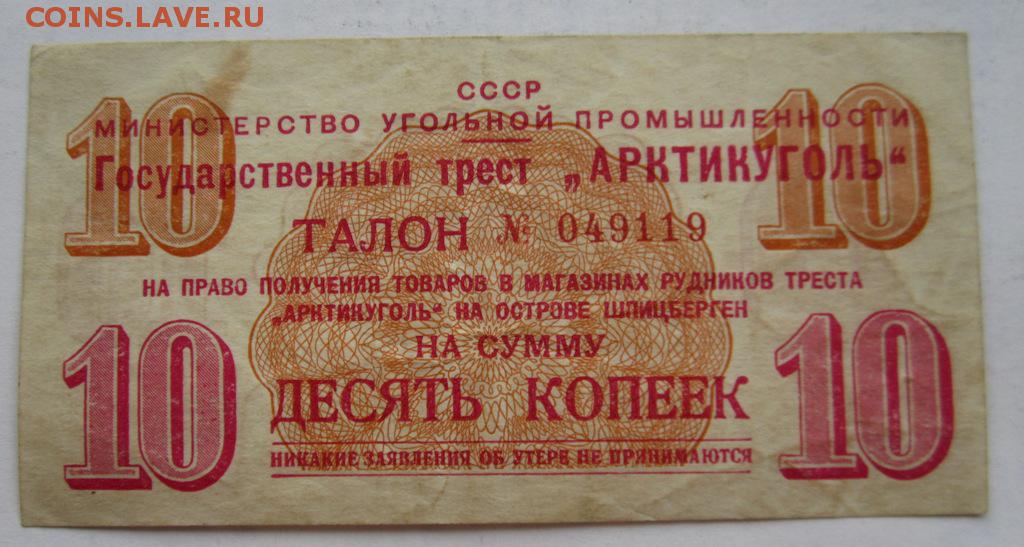 COINS.LAVE.RU
10 10
СССР
МИНИСТЕРСТВО УГОЛЬНОЙ ПРОМЫШЛЕННОСТИ
Государственный трест „АРКТИКУГОЛЬ“
ТАЛОН № 049119
НА ПРАВО ПОЛУЧЕНИЯ ТОВАРОВ В МАГАЗИНАХ РУДНИКОВ ТРЕСТА
„АРКТИКУГОЛЬ“ НА ОСТРОВЕ ШПИЦБЕРГЕН
НА СУММУ
10 ДЕСЯТЬ КОПЕЕК 10
НИКАКИЕ ЗАЯВЛЕНИЯ ОБ УТЕРЕ НЕ ПРИНИМАЮТСЯ